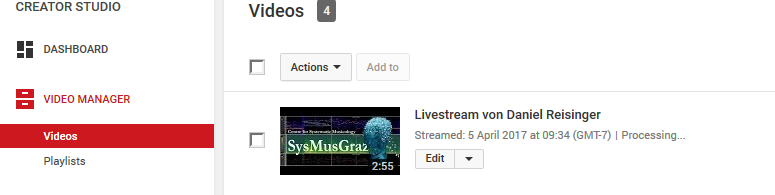 CREATOR STUDIO
DASHBOARD
VIDEO MANAGER
Videos
Playlists
Videos 4
Actions
Add to
Center for Systematic Musicology
SysMusGraz
2:55
Livestream von Daniel Reisinger
Streamed: 5 April 2017 at 09:34 (GMT-7) | Processing...
Edit